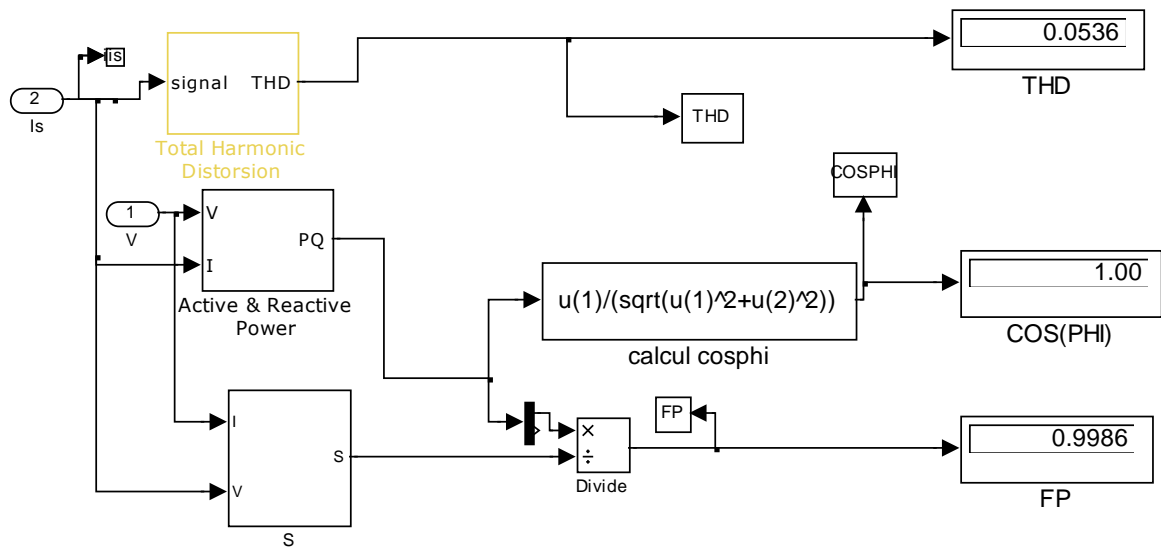 0.0536
THD
is
signal
THD
2
Is
THD
Total Harmonic
Distorsion
COSPHI
1
V
V
PQ
I
1.00
Active & Reactive
Power
u(1)/(sqrt(u(1)^2+u(2)^2))
COS(PHI)
calcul cosphi
FP
I
×
0.9986
S
÷
V
Divide
FP
S